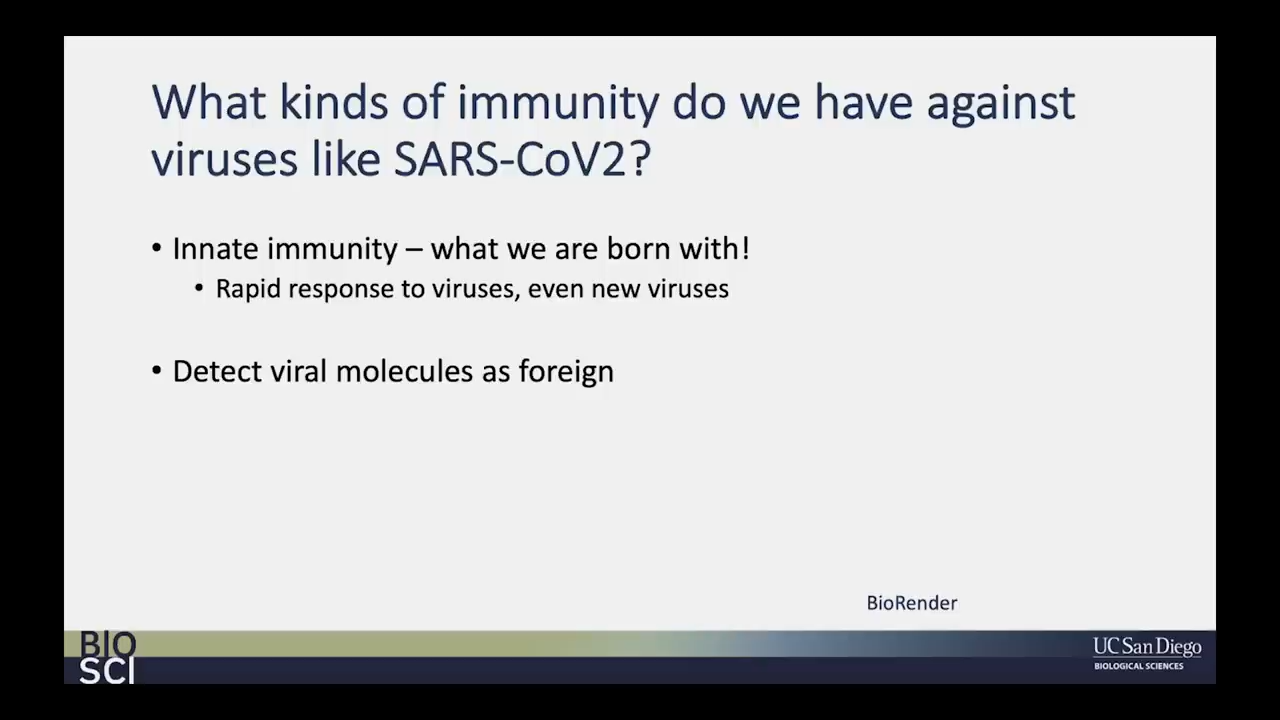 What kinds of immunity do we have against
viruses like SARS-CoV2?
• Innate immunity – what we are born with!
• Rapid response to viruses, even new viruses
• Detect viral molecules as foreign
BioRender
BIO
SCI
UC San Diego
BIOLOGICAL SCIENCES